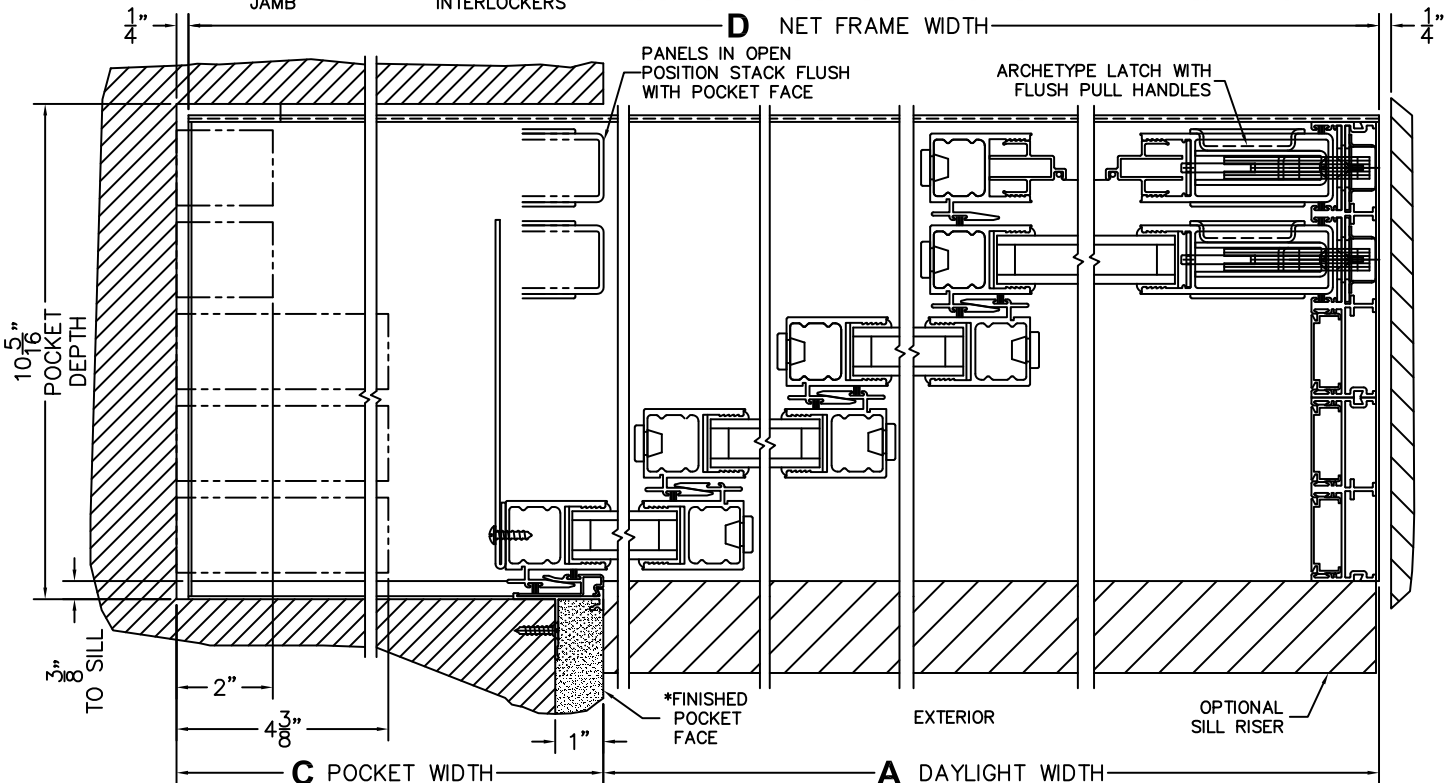 JAMB
INTERLOCKERS
1/4"
D NET FRAME WIDTH
1/4"
PANELS IN OPEN
POSITION STACK FLUSH
WITH POCKET FACE
ARCHETYPE LATCH WITH
FLUSH PULL HANDLES
10 5/16"
POCKET
DEPTH
3/8"
TO SILL
2"
4 3/8"
1"
*FINISHED
POCKET
FACE
EXTERIOR
OPTIONAL
SILL RISER
C POCKET WIDTH
A DAYLIGHT WIDTH